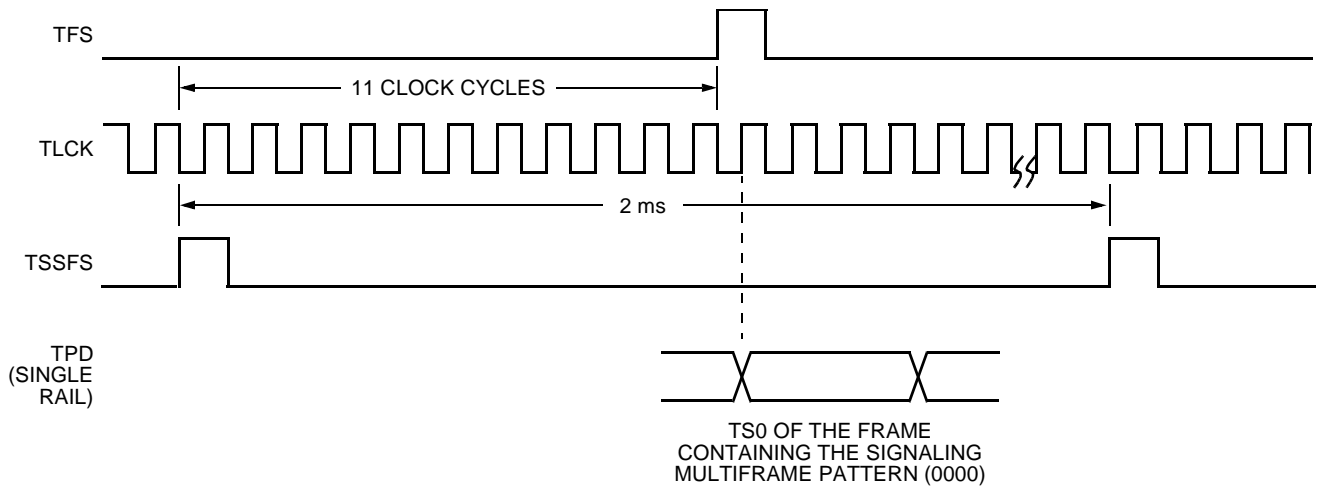 TFS
11 CLOCK CYCLES
TLCK
2 ms
TSSFS
TPD
(SINGLE
RAIL)
TS0 OF THE FRAME
CONTAINING THE SIGNALING
MULTIFRAME PATTERN (0000)